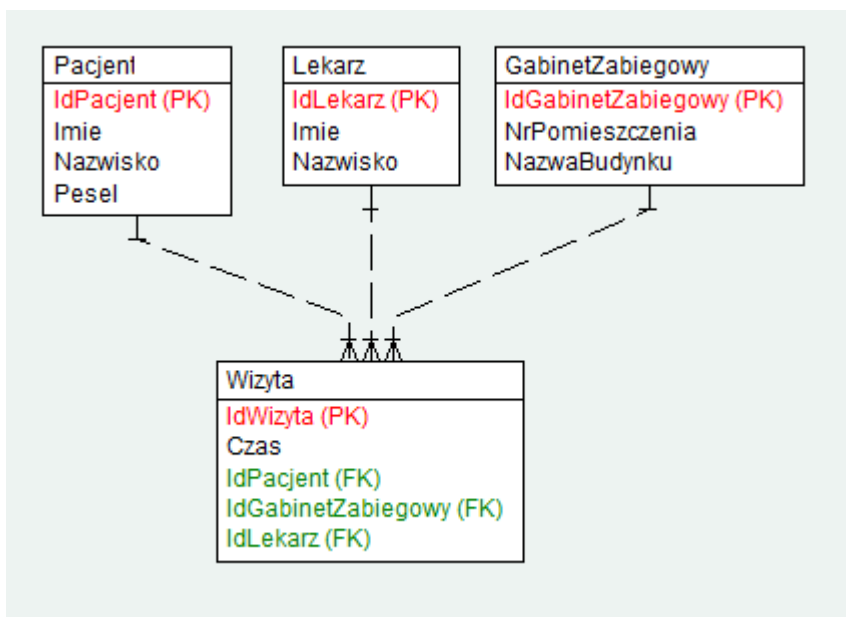 Pacjent
IdPacjent (PK)
Imie
Nazwisko
Pesel
Lekarz
IdLekarz (PK)
Imie
Nazwisko
GabinetZabiegowy
IdGabinetZabiegowy (PK)
NrPomieszczenia
NazwaBudynku
Wizyta
IdWizyta (PK)
Czas
IdPacjent (FK)
IdGabinetZabiegowy (FK)
IdLekarz (FK)